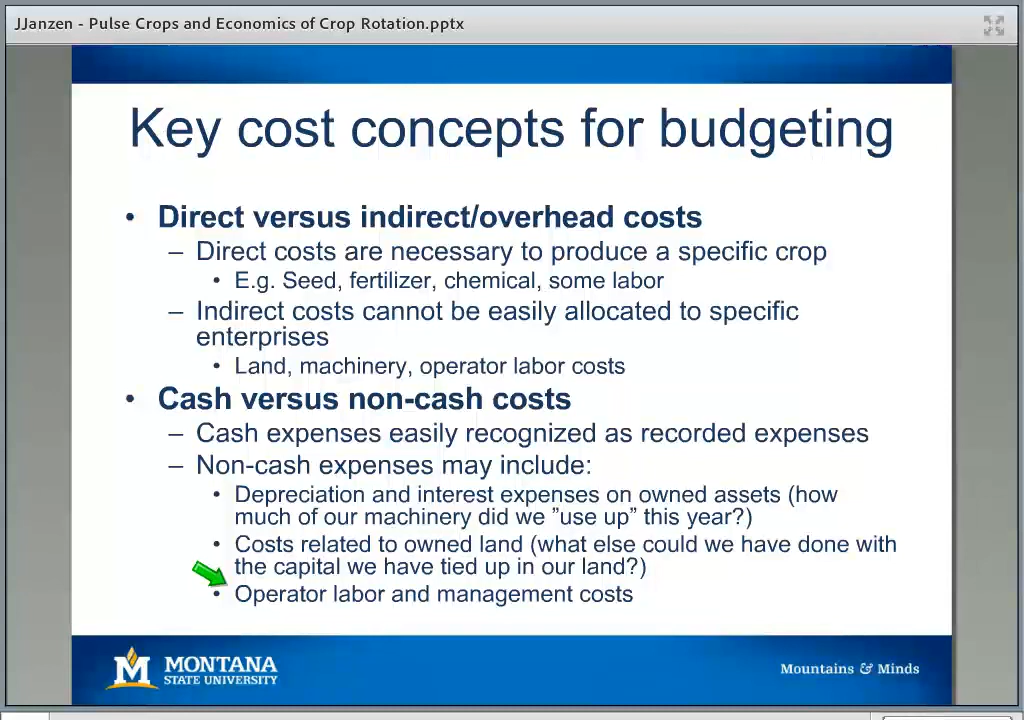 JJanzen - Pulse Crops and Economics of Crop Rotation.pptx
Key cost concepts for budgeting
• Direct versus indirect/overhead costs
– Direct costs are necessary to produce a specific crop
• E.g. Seed, fertilizer, chemical, some labor
– Indirect costs cannot be easily allocated to specific
enterprises
• Land, machinery, operator labor costs
• Cash versus non-cash costs
– Cash expenses easily recognized as recorded expenses
– Non-cash expenses may include:
• Depreciation and interest expenses on owned assets (how
much of our machinery did we ”use up” this year?)
• Costs related to owned land (what else could we have done with
the capital we have tied up in our land?)
• Operator labor and management costs
M MONTANA
STATE UNIVERSITY
Mountains & Minds